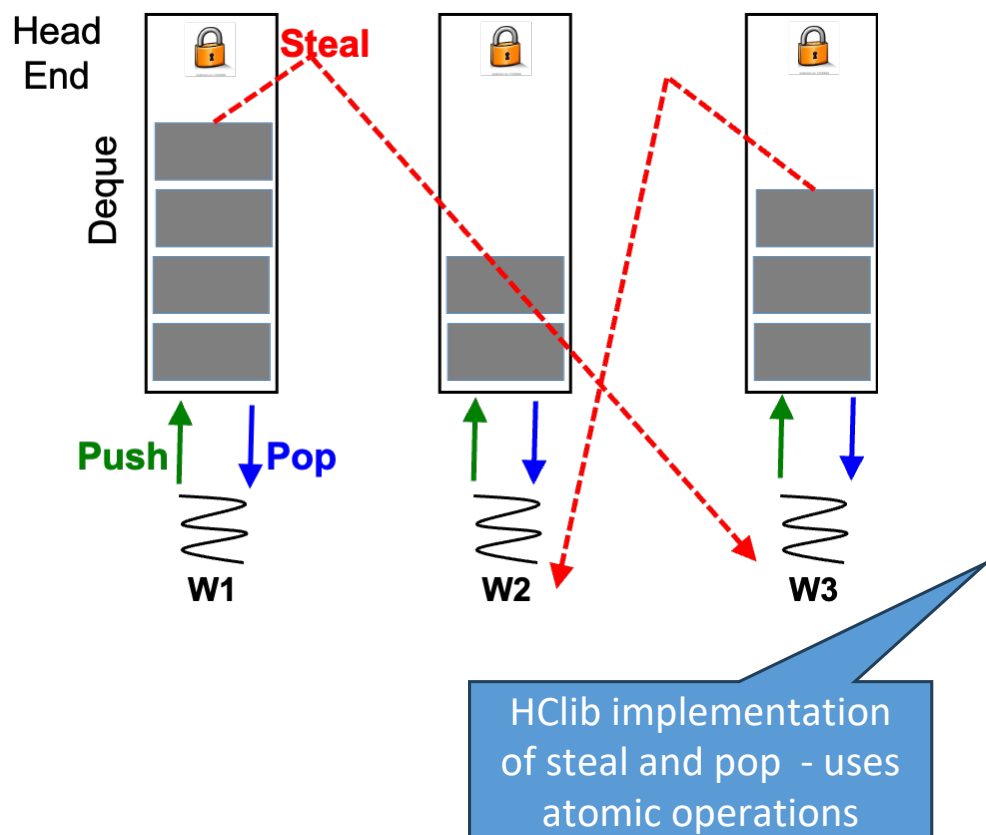 Head
End
Steal
Deque
Push
Pop
W1
W2
W3
HClib implementation
of steal and pop - uses
atomic operations